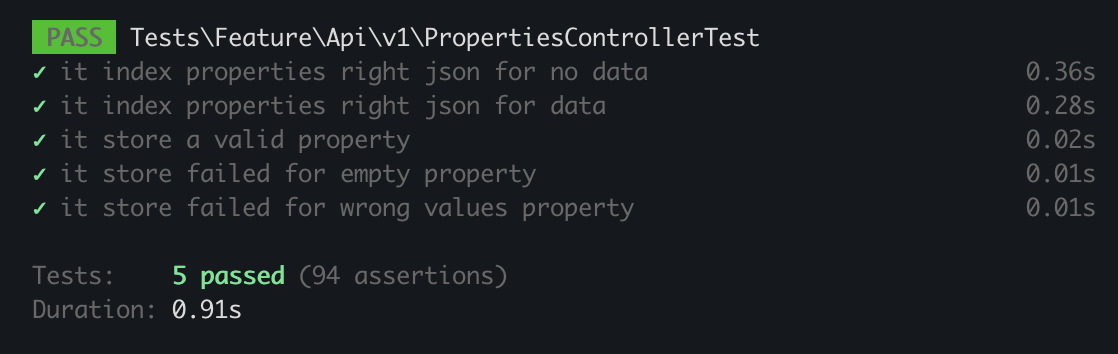 PASS Tests\Feature\Api\v1\PropertiesControllerTest
✓ it index properties right json for no data 0.36s
✓ it index properties right json for data 0.28s
✓ it store a valid property 0.02s
✓ it store failed for empty property 0.01s
✓ it store failed for wrong values property 0.01s
Tests: 5 passed (94 assertions)
Duration: 0.91s